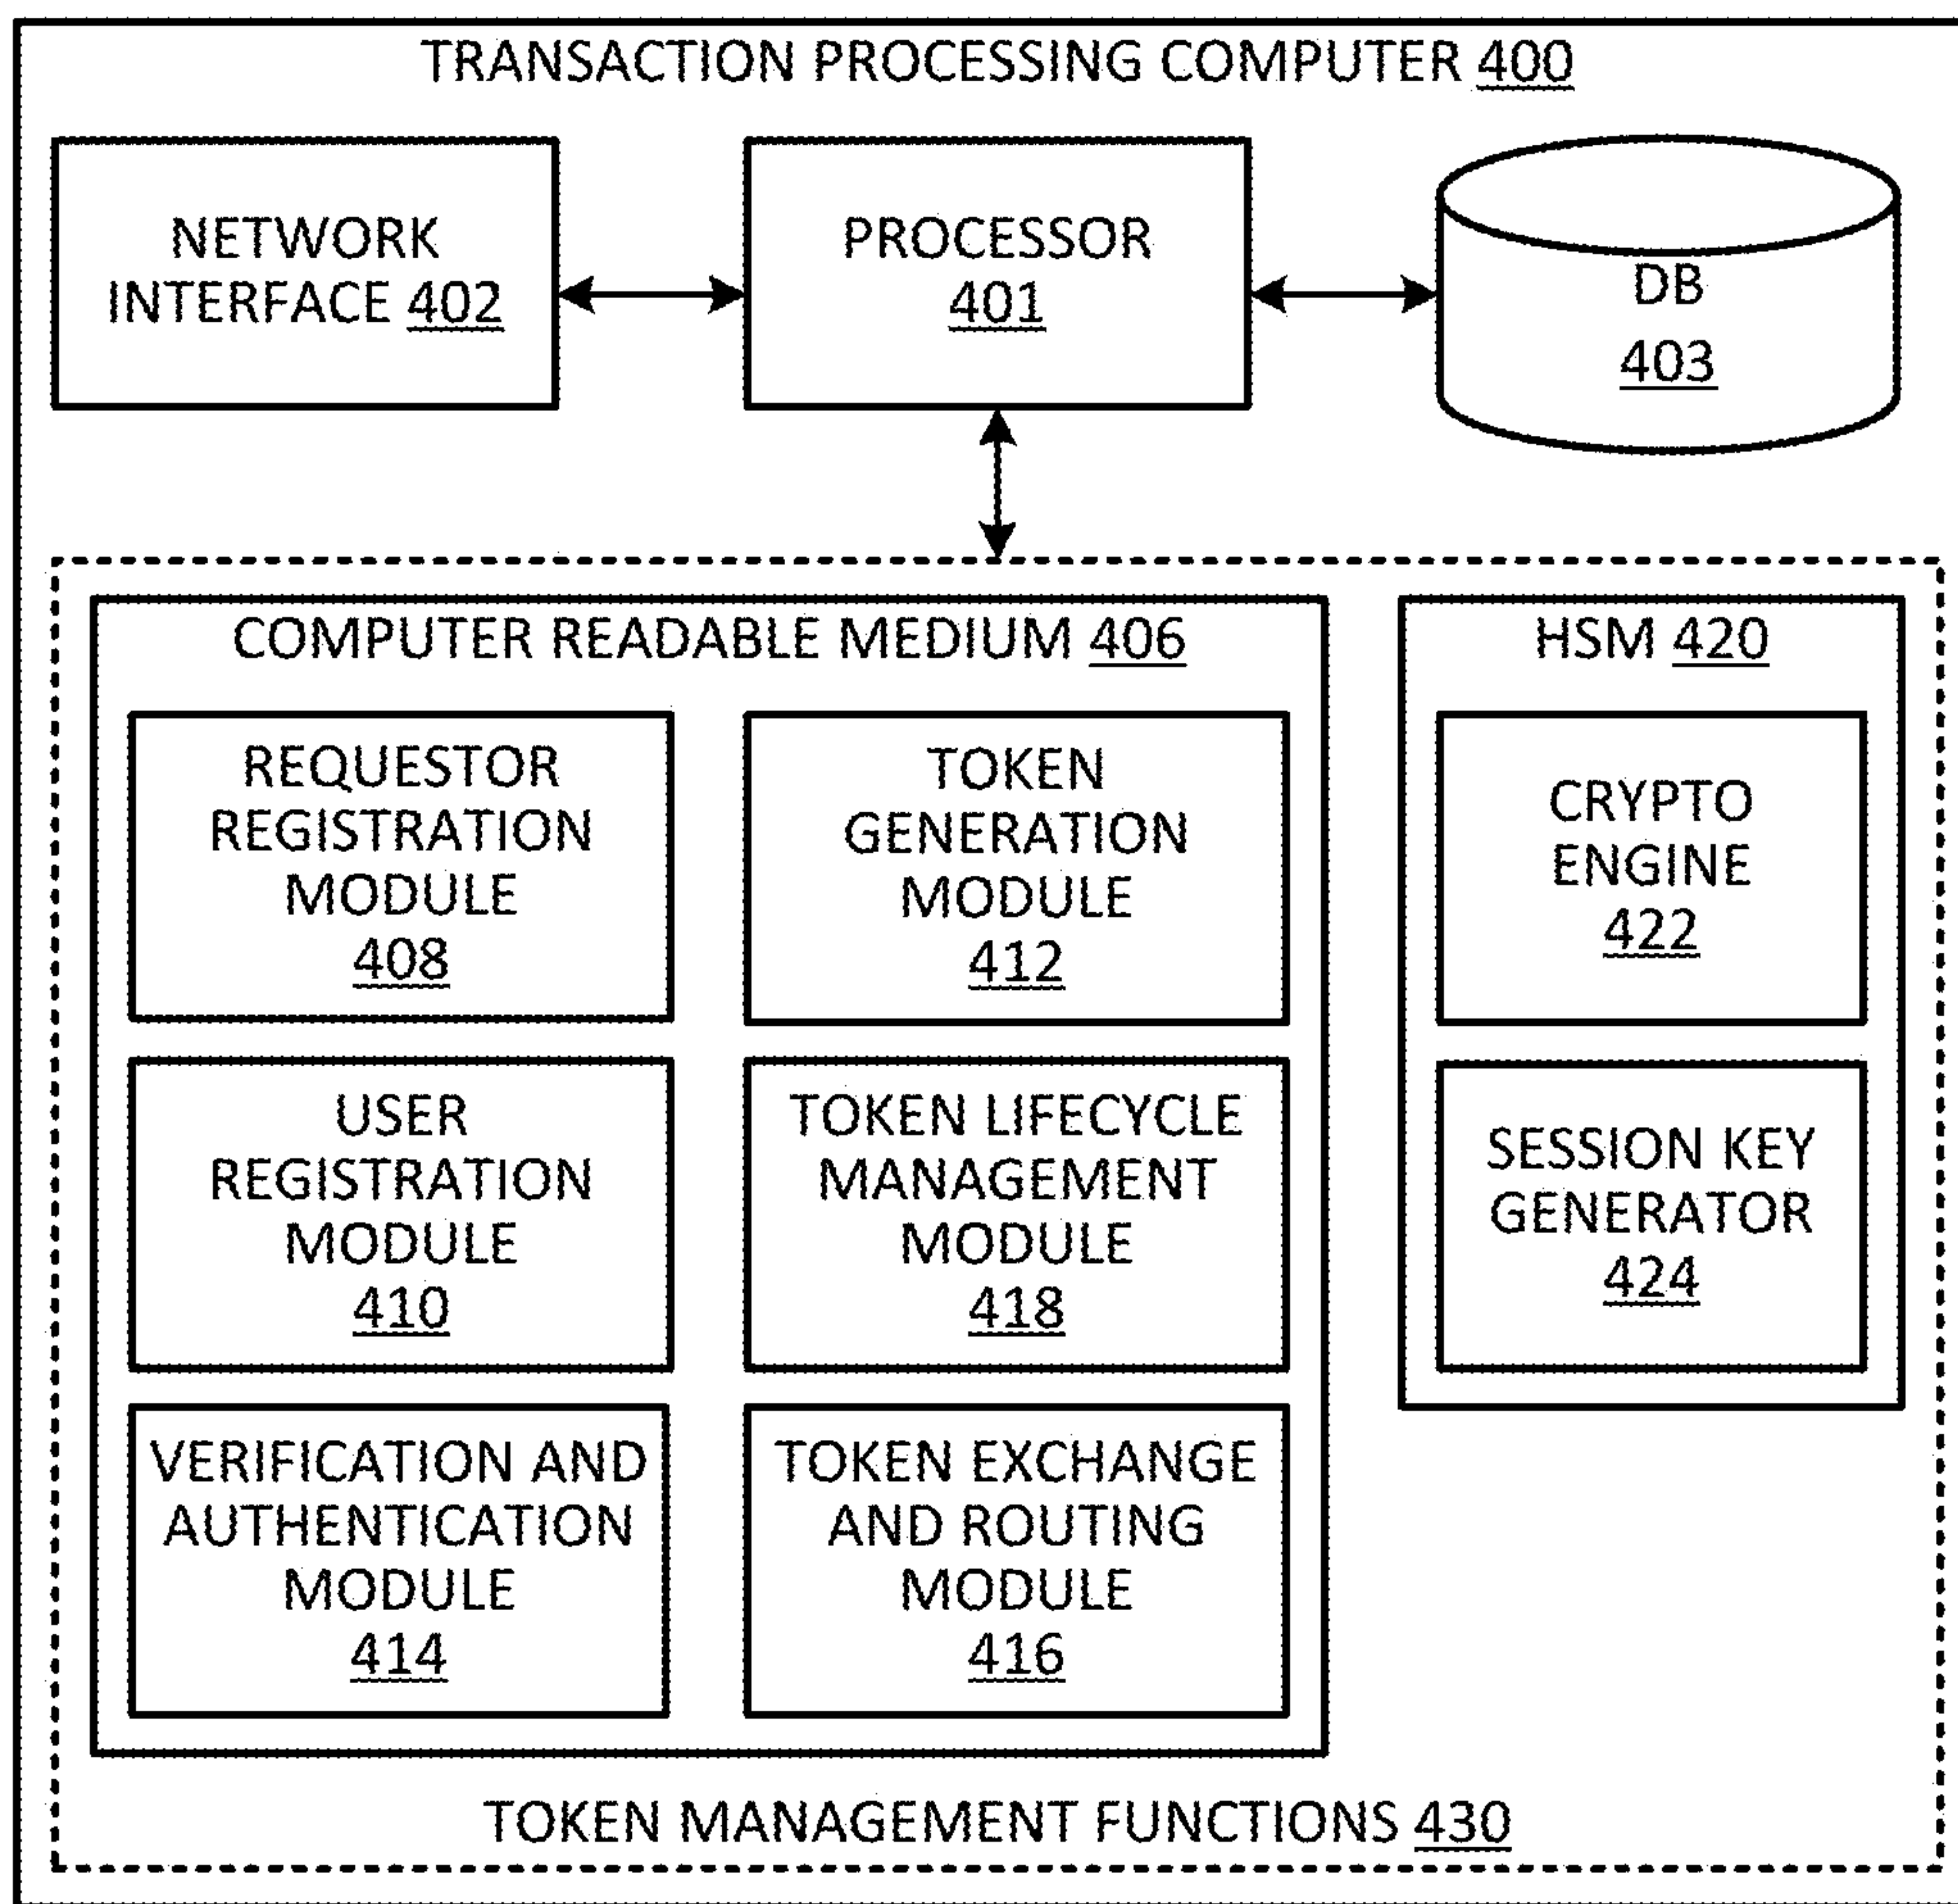 TRANSACTION PROCESSING COMPUTER 400
NETWORK
INTERFACE 402
PROCESSOR
401
DB
403
COMPUTER READABLE MEDIUM 406
REQUESTOR
REGISTRATION
MODULE
408
TOKEN
GENERATION
MODULE
412
USER
REGISTRATION
MODULE
410
TOKEN LIFECYCLE
MANAGEMENT
MODULE
418
VERIFICATION AND
AUTHENTICATION
MODULE
414
TOKEN EXCHANGE
AND ROUTING
MODULE
416
HSM 420
CRYPTO
ENGINE
422
SESSION KEY
GENERATOR
424
TOKEN MANAGEMENT FUNCTIONS 430